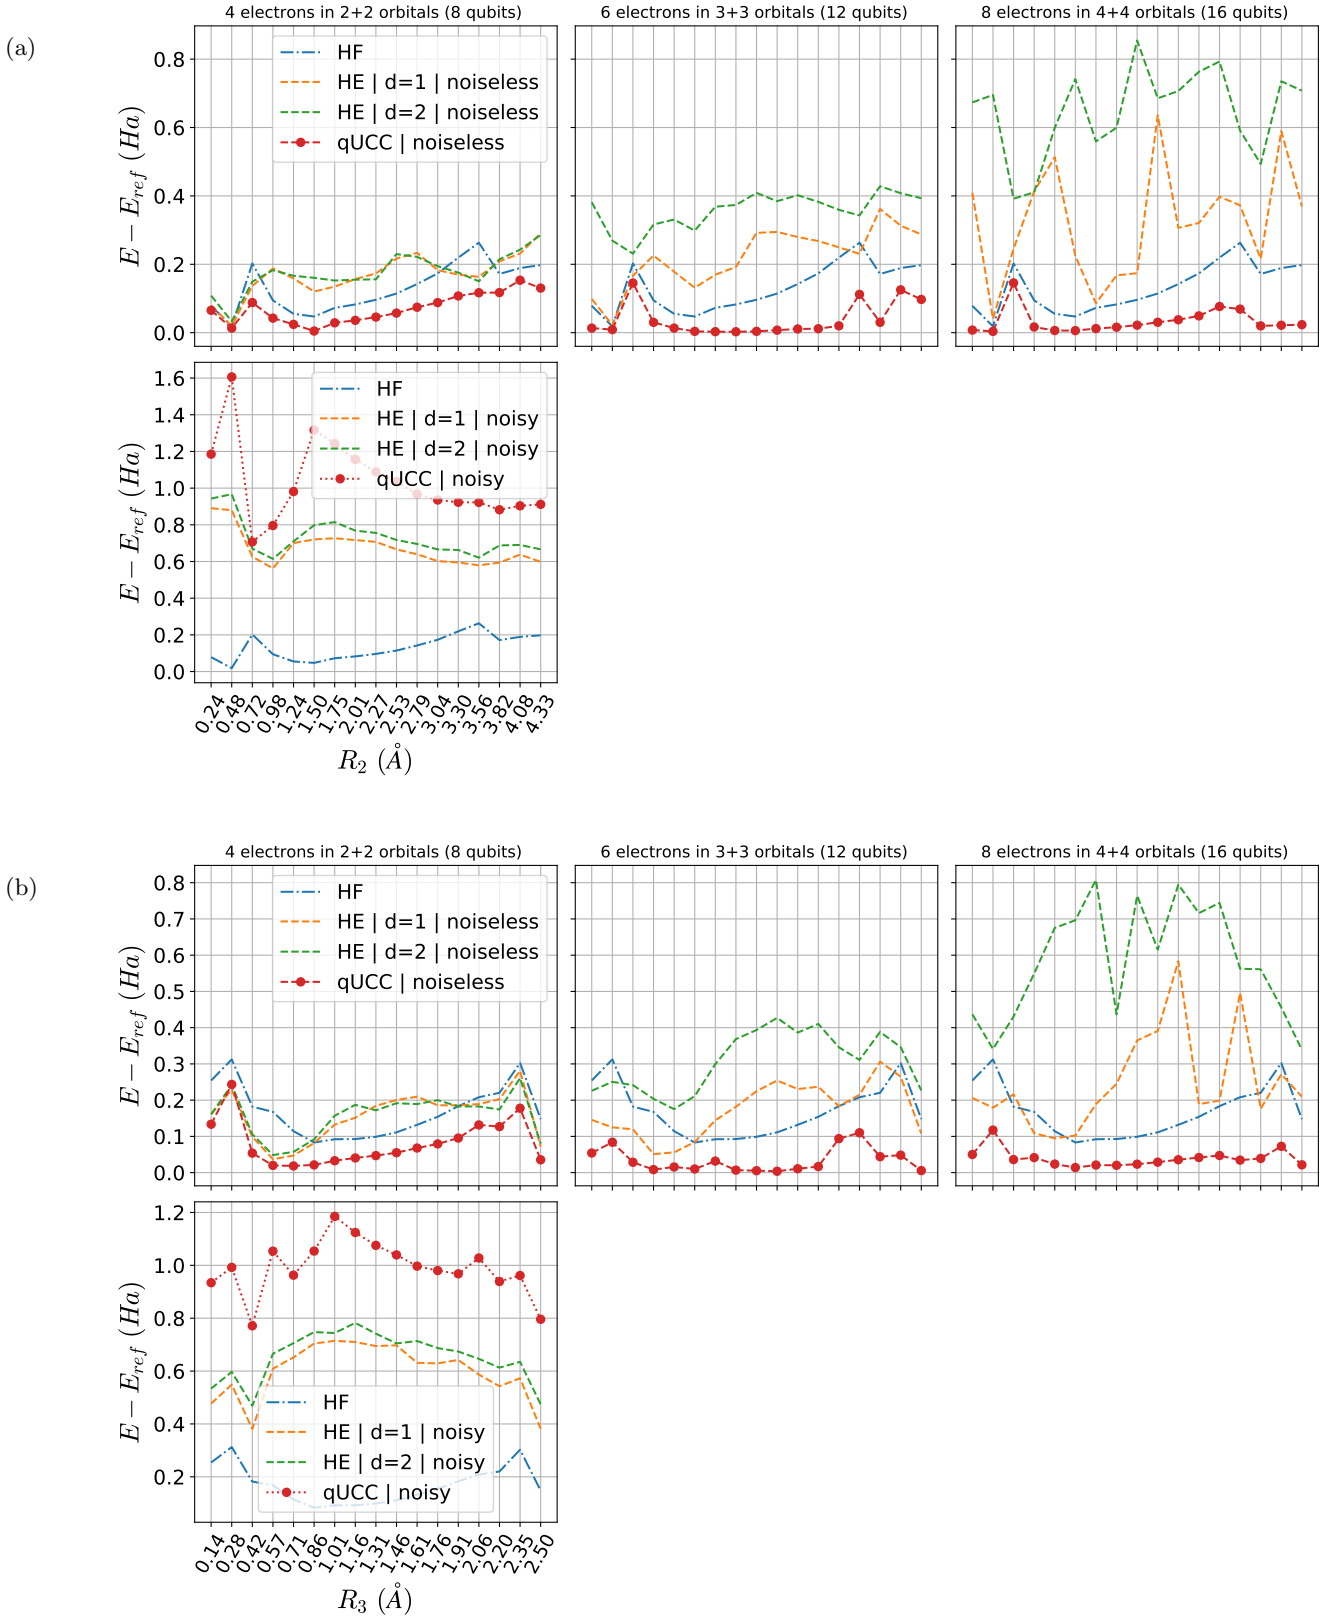 (a)
4 electrons in 2+2 orbitals (8 qubits)
6 electrons in 3+3 orbitals (12 qubits)
8 electrons in 4+4 orbitals (16 qubits)
E − E_ref (Ha)
0.8
0.6
0.4
0.2
0.0
HF
HE | d=1 | noiseless
HE | d=2 | noiseless
qUCC | noiseless
E − E_ref (Ha)
1.6
1.4
1.2
1.0
0.8
0.6
0.4
0.2
0.0
HF
HE | d=1 | noisy
HE | d=2 | noisy
qUCC | noisy
0.24
0.48
0.72
0.98
1.24
1.50
1.75
2.01
2.27
2.53
2.79
3.04
3.30
3.56
3.82
4.08
4.33
R₂ (Å)
(b)
4 electrons in 2+2 orbitals (8 qubits)
6 electrons in 3+3 orbitals (12 qubits)
8 electrons in 4+4 orbitals (16 qubits)
E − E_ref (Ha)
0.8
0.7
0.6
0.5
0.4
0.3
0.2
0.1
0.0
HF
HE | d=1 | noiseless
HE | d=2 | noiseless
qUCC | noiseless
E − E_ref (Ha)
1.2
1.0
0.8
0.6
0.4
0.2
HF
HE | d=1 | noisy
HE | d=2 | noisy
qUCC | noisy
0.14
0.28
0.42
0.57
0.71
0.86
1.01
1.16
1.31
1.46
1.61
1.76
1.91
2.06
2.20
2.35
2.50
R₃ (Å)